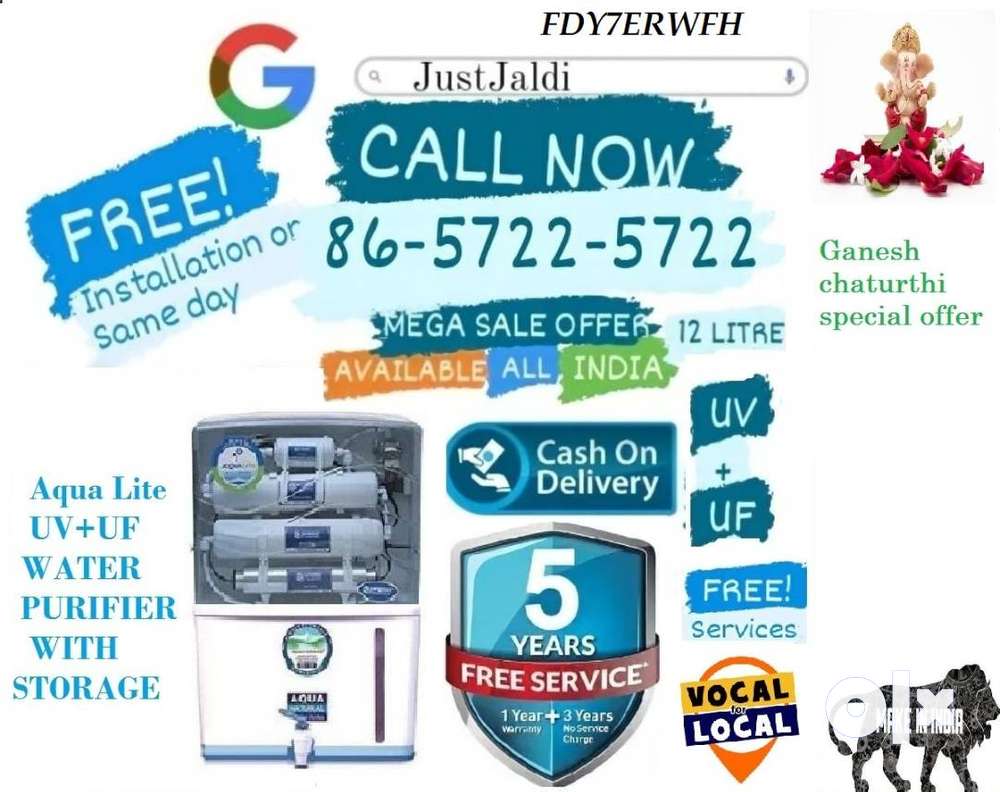 FDY7ERWFH
G
JustJaldi
CALL NOW
86-5722-5722
FREE!
Installation or
Same day
MEGA SALE OFFER
12 LITRE
AVAILABLE ALL INDIA
Ganesh
chaturthi
special offer
UV
+
UF
Cash On
Delivery
Aqua Lite
UV+UF
WATER
PURIFIER
WITH
STORAGE
5
YEARS
FREE SERVICE*
1 Year + 3 Years
Warranty No Service
Charge
FREE!
Services
VOCAL
for
LOCAL
olx
MAKE IN INDIA
AQUA